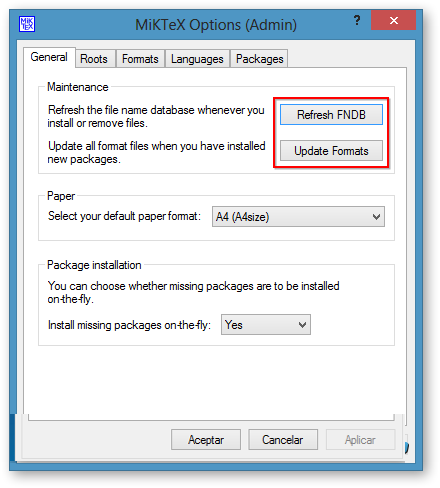 MiKTeX Options (Admin)
General Roots Formats Languages Packages
Maintenance
Refresh the file name database whenever you
install or remove files.
Refresh FNDB
Update all format files when you have installed
new packages.
Update Formats
Paper
Select your default paper format: A4 (A4size)
Package installation
You can choose whether missing packages are to be installed
on-the-fly.
Install missing packages on-the-fly: Yes
Aceptar Cancelar Aplicar